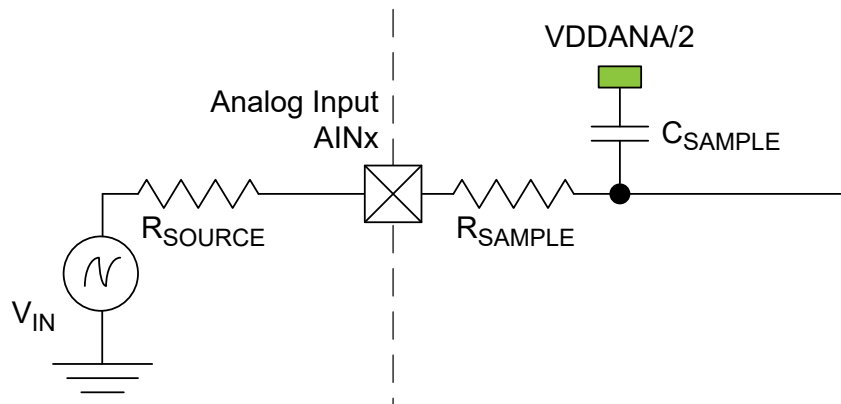 VDDANA/2
Analog Input
AINx
CSAMPLE
RSOURCE
RSAMPLE
VIN